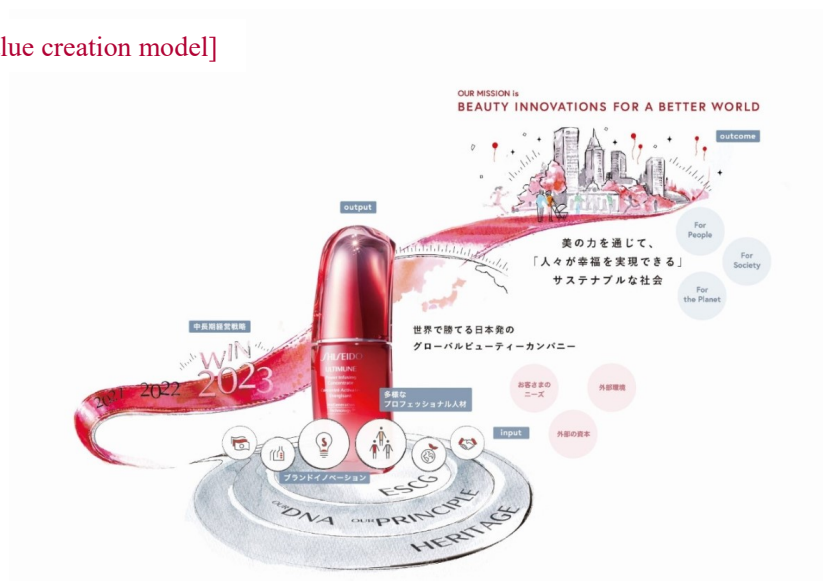 lue creation model]
OUR MISSION is
BEAUTY INNOVATIONS FOR A BETTER WORLD
outcome
output
For
People
For
Society
For
the Planet
美の力を通じて、
「人々が幸福を実現できる」
サステナブルな社会
世界で勝てる日本発の
グローバルビューティーカンパニー
中長期経営戦略
WIN
2023
2022
2021
SHISEIDO
ULTIMUNE
多様な
プロフェッショナル人材
お客さまの
ニーズ
外部環境
外部の資本
input
ブランドイノベーション
ESCG
OUR DNA
OUR PRINCIPLE
HERITAGE